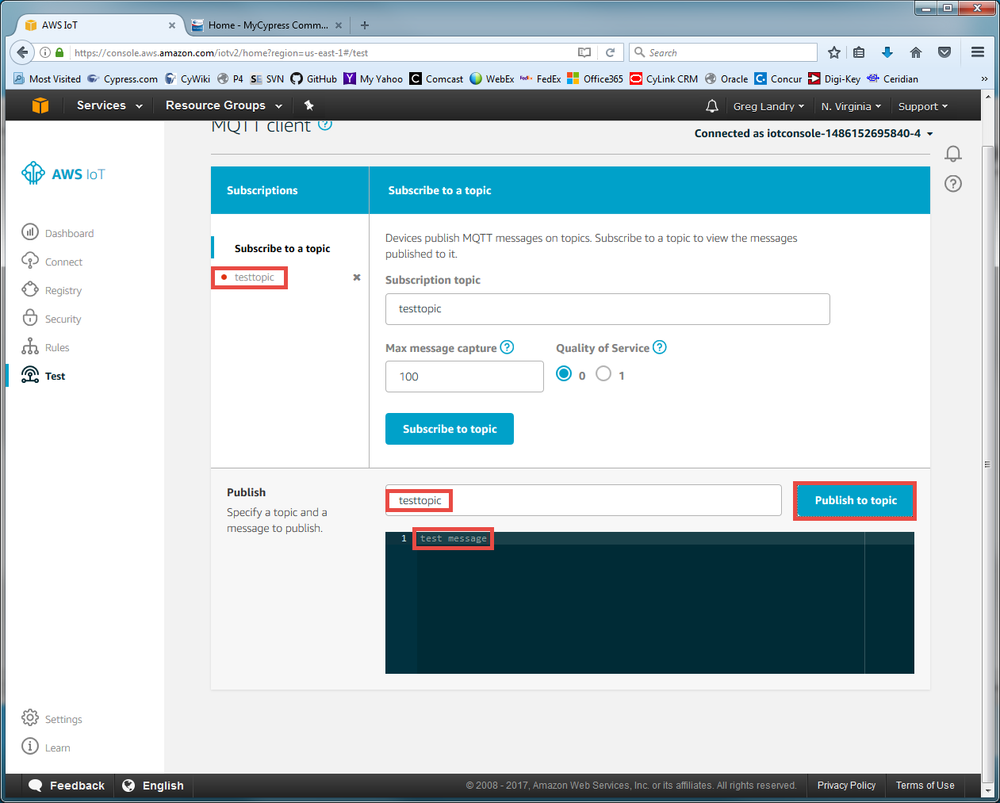 AWS IoT
Home - MyCypress Comm...
https://console.aws.amazon.com/iotv2/home?region=us-east-1#/test
Search
Most Visited Cypress.com CyWiki P4 SVN GitHub My Yahoo Comcast WebEx FedEx Office365 CyLink CRM Oracle Concur Digi-Key Ceridian
Services Resource Groups Greg Landry N. Virginia Support
MQTT client
Connected as iotconsole-1486152695840-4
AWS IoT
Dashboard
Connect
Registry
Security
Rules
Test
Settings
Learn
Subscriptions
Subscribe to a topic
testtopic
Subscribe to a topic
Devices publish MQTT messages on topics. Subscribe to a topic to view the messages
published to it.
Subscription topic
testtopic
Max message capture
100
Quality of Service
0 1
Subscribe to topic
Publish
Specify a topic and a
message to publish.
testtopic
Publish to topic
1 test message
Feedback English © 2008 - 2017, Amazon Web Services, Inc. or its affiliates. All rights reserved. Privacy Policy Terms of Use